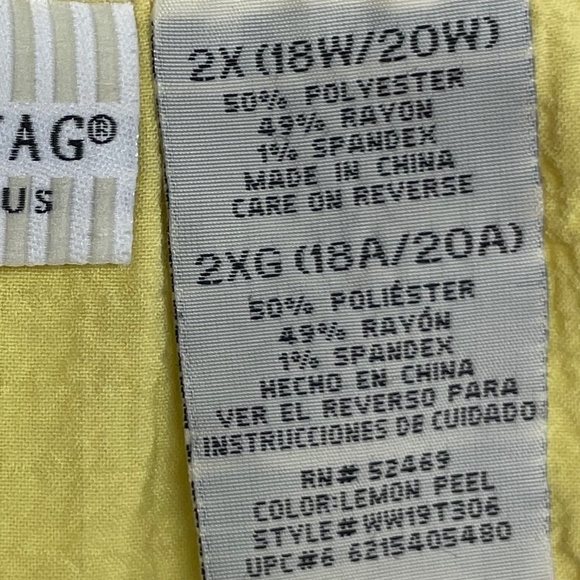 TAG®
US
2X (18W/20W)
50% POLYESTER
49% RAYON
1% SPANDEX
MADE IN CHINA
CARE ON REVERSE
2XG (18A/20A)
50% POLIÉSTER
49% RAYÓN
1% SPANDEX
HECHO EN CHINA
VER EL REVERSO PARA
INSTRUCCIONES DE CUIDADO
RN# 52469
COLOR:LEMON PEEL
STYLE#WW19T306
UPC#6 6215405480